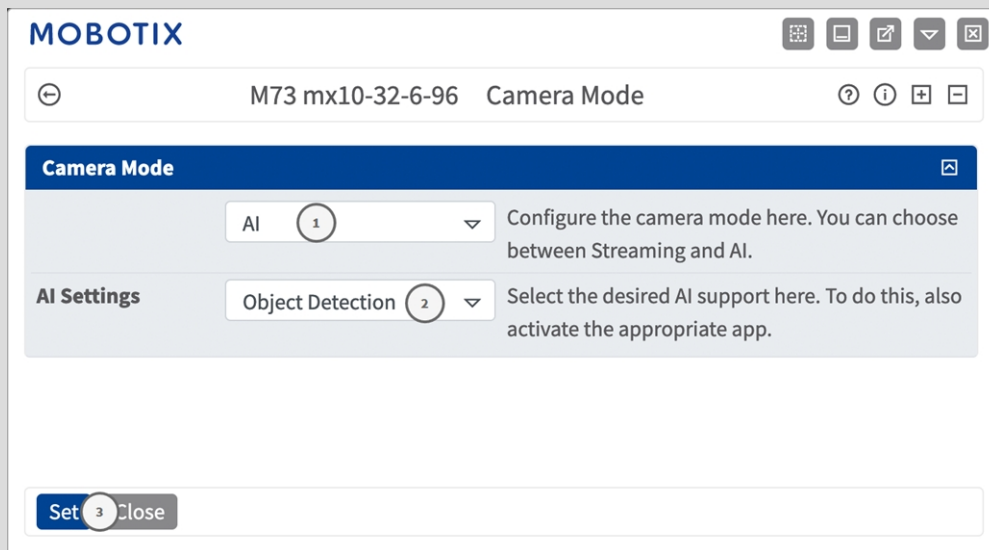 MOBOTIX
M73 mx10-32-6-96 Camera Mode
Camera Mode
AI 1
Configure the camera mode here. You can choose
between Streaming and AI.
AI Settings
Object Detection 2
Select the desired AI support here. To do this, also
activate the appropriate app.
Set 3 Close